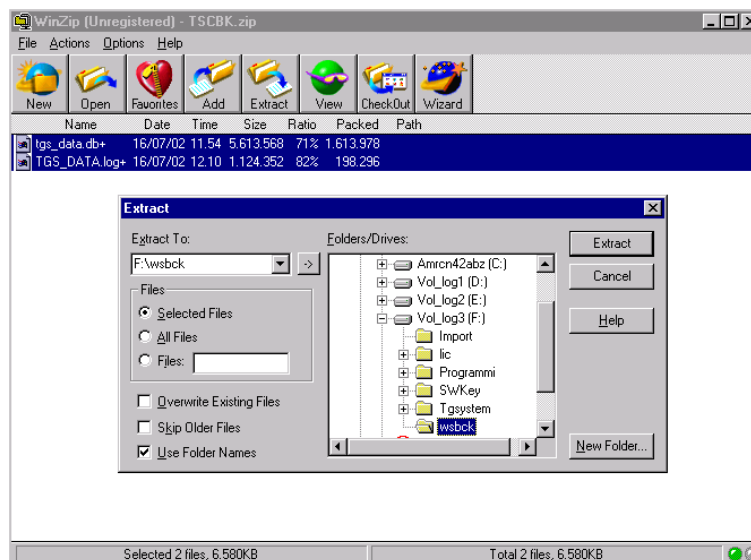 WinZip (Unregistered) - TSCBK.zip
File Actions Options Help
New Open Favorites Add Extract View CheckOut Wizard
Name Date Time Size Ratio Packed Path
tgs_data.db+ 16/07/02 11.54 5.613.568 71% 1.613.978
TGS_DATA.log+ 16/07/02 12.10 1.124.352 82% 198.296
Extract
Extract To:
F:\wsbck
->
Files
Selected Files
All Files
Files:
Overwrite Existing Files
Skip Older Files
Use Folder Names
Folders/Drives:
Amrcn42abz (C:)
Vol_log1 (D:)
Vol_log2 (E:)
Vol_log3 (F:)
Import
lic
Programmi
SWKey
Tgsystem
wsbck
Extract
Cancel
Help
New Folder...
Selected 2 files, 6.580KB Total 2 files, 6.580KB